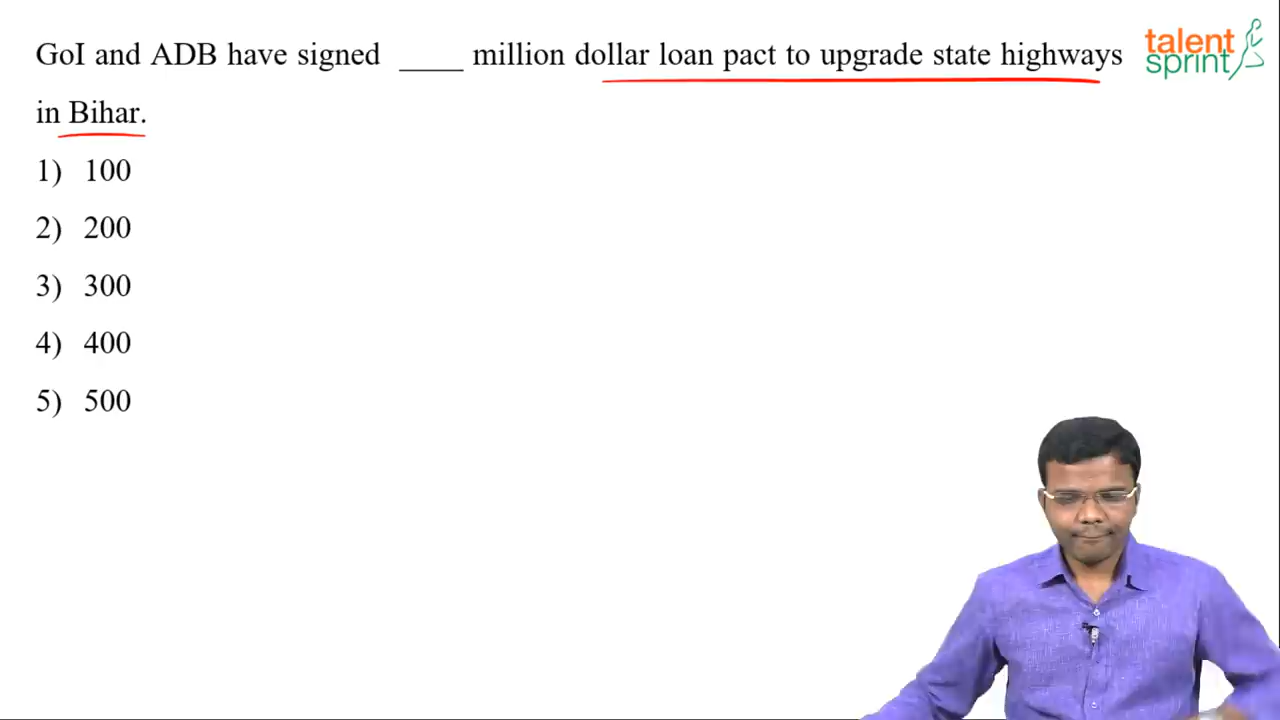 GoI and ADB have signed ____ million dollar loan pact to upgrade state highways
in Bihar.
1) 100
2) 200
3) 300
4) 400
5) 500
talent
sprint